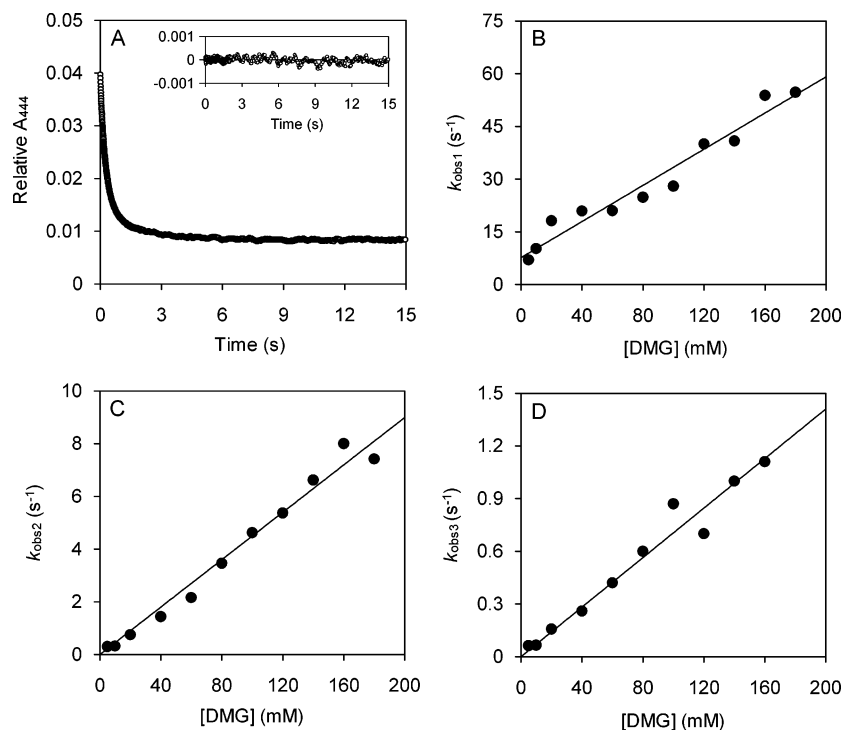 A
0.001
0
-0.001
0 3 6 9 12 15
Time (s)
0.05
0.04
0.03
0.02
0.01
0
Relative A444
0 3 6 9 12 15
Time (s)
B
75
60
45
30
15
0
kobs1 (s-1)
0 40 80 120 160 200
[DMG] (mM)
C
10
8
6
4
2
0
kobs2 (s-1)
0 40 80 120 160 200
[DMG] (mM)
D
1.5
1.2
0.9
0.6
0.3
0
kobs3 (s-1)
0 40 80 120 160 200
[DMG] (mM)